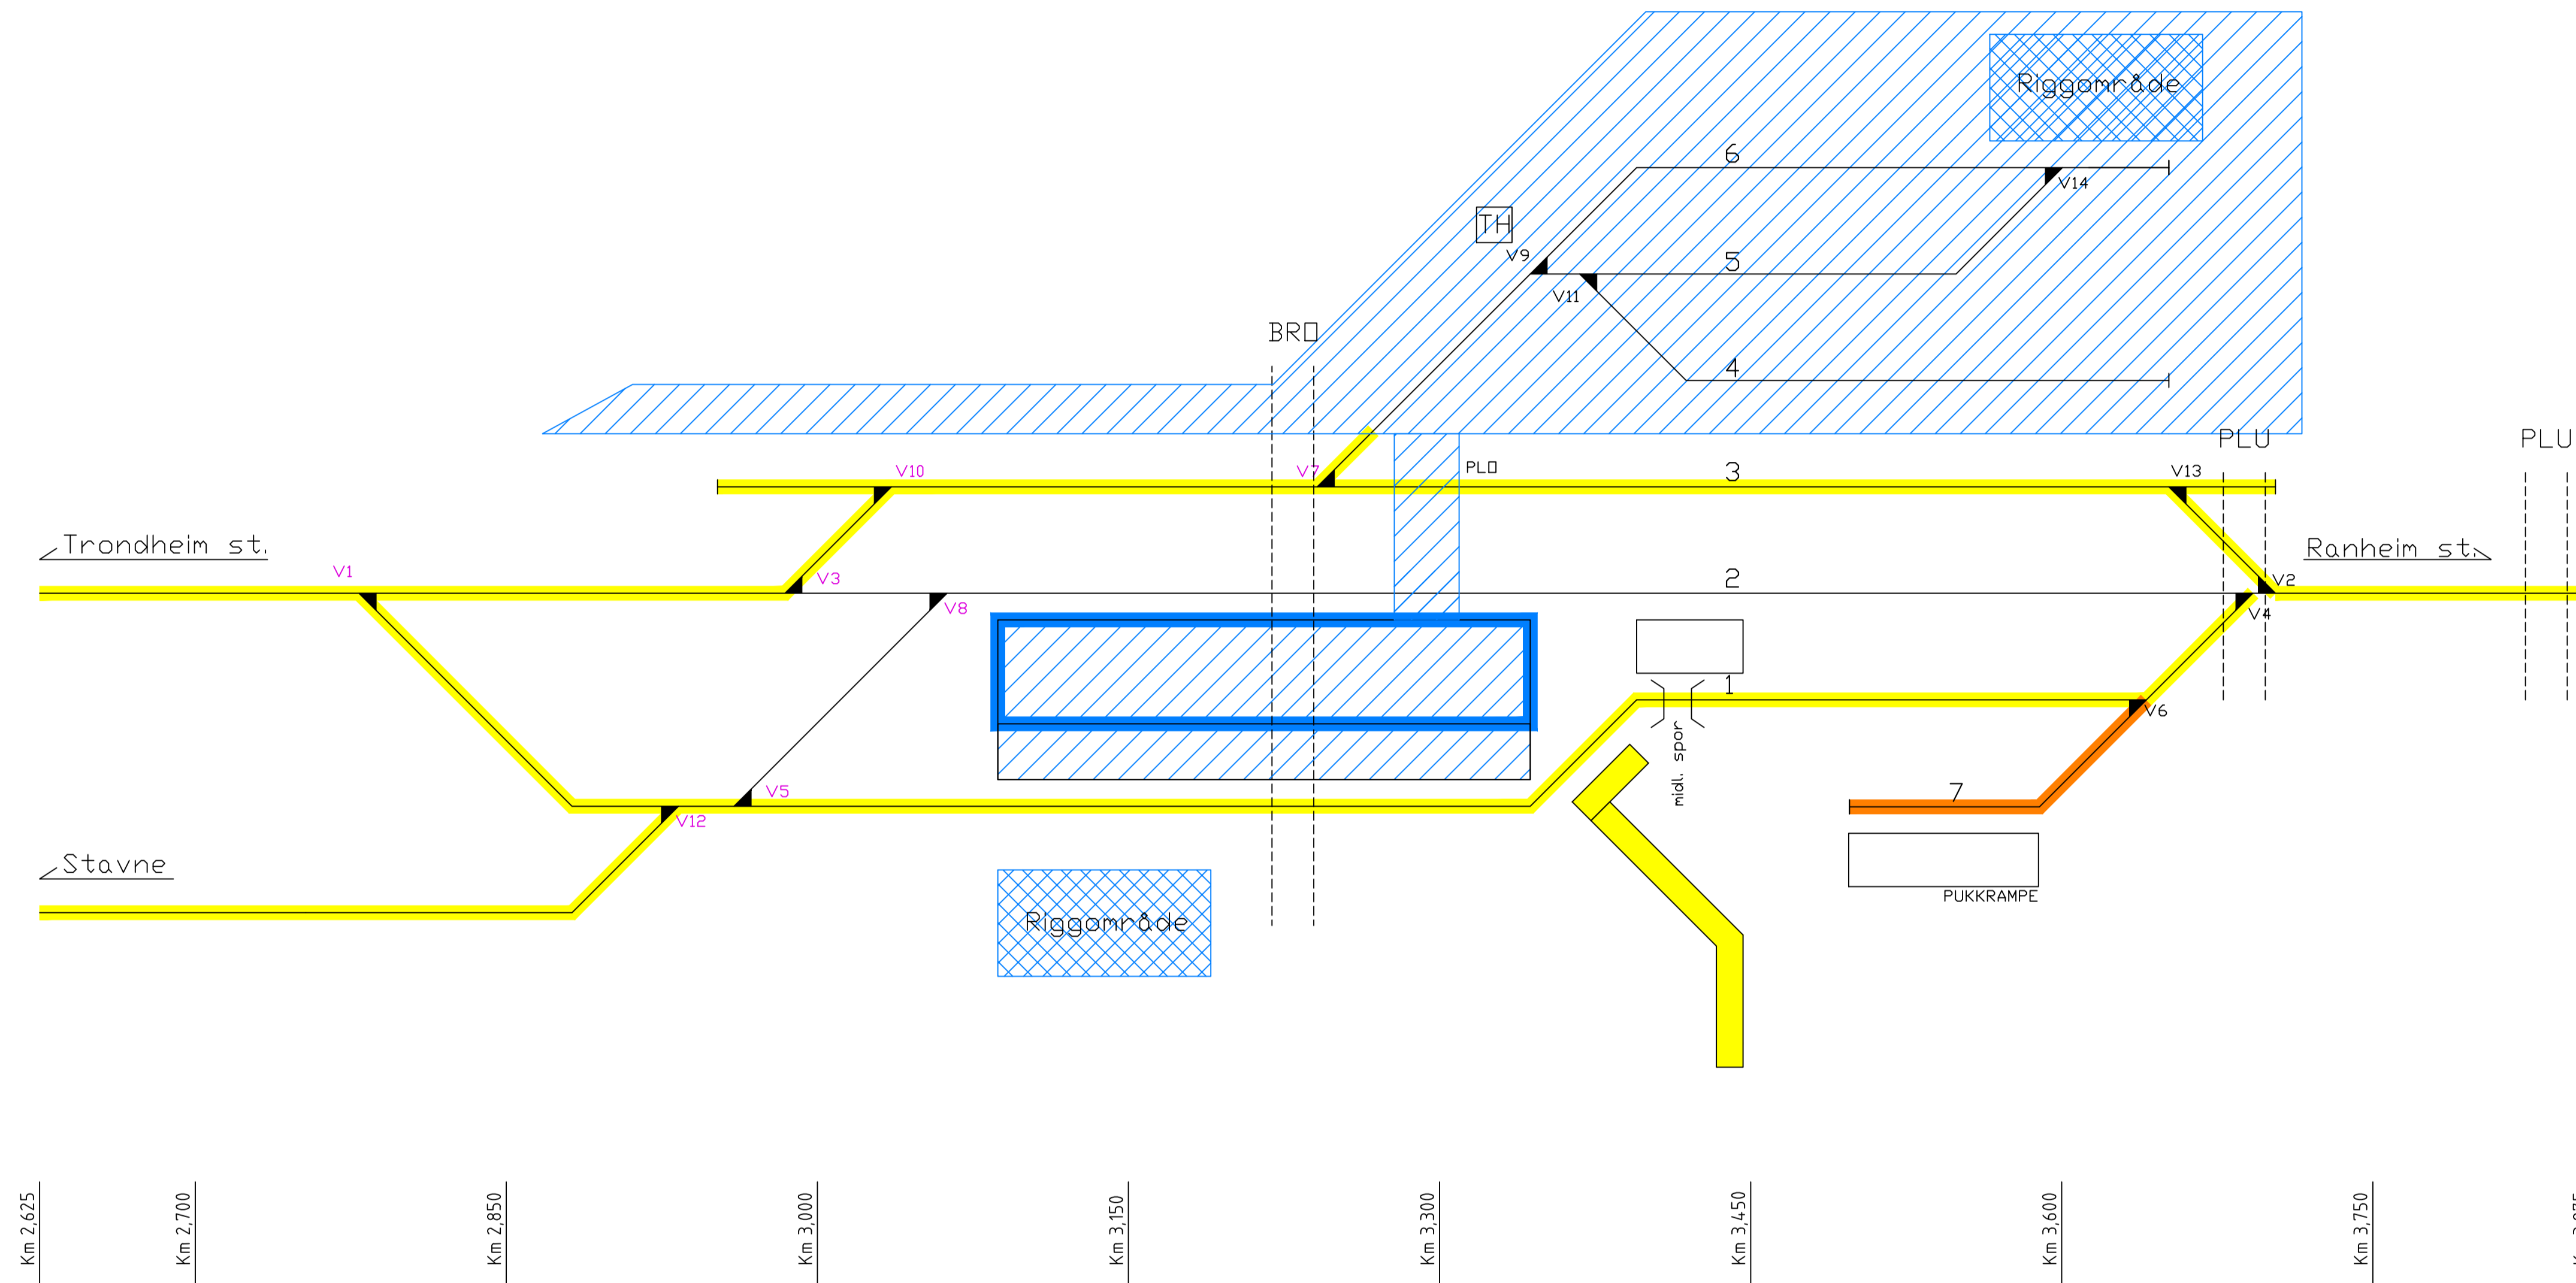 Riggområde
6
V14
TH
V9
5
V11
BRO
4
PLU
PLU
V10
V7
PLO
3
V13
Trondheim st.
Ranheim st.
V1
V3
2
V2
V8
V4
1
V6
midl. spor
V5
7
V12
Stavne
PUKKRAMPE
Riggområde
Km 2,625
Km 2,700
Km 2,850
Km 3,000
Km 3,150
Km 3,300
Km 3,450
Km 3,600
Km 3,750